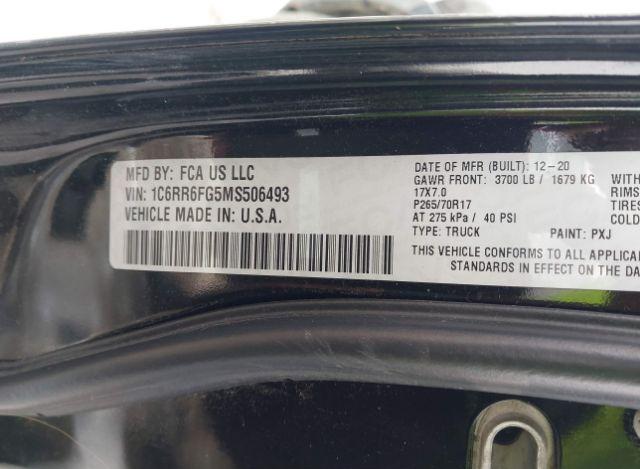 MFD BY: FCA US LLC
VIN: 1C6RR6FG5MS506493
VEHICLE MADE IN U.S.A.
DATE OF MFR (BUILT): 12-20
GAWR FRONT: 3700 LB / 1679 KG WITH
17X7.0 RIMS
P265/70R17 TIRES
AT 275 kPa / 40 PSI COLD
TYPE: TRUCK PAINT: PXJ
THIS VEHICLE CONFORMS TO ALL APPLICA
STANDARDS IN EFFECT ON THE DA